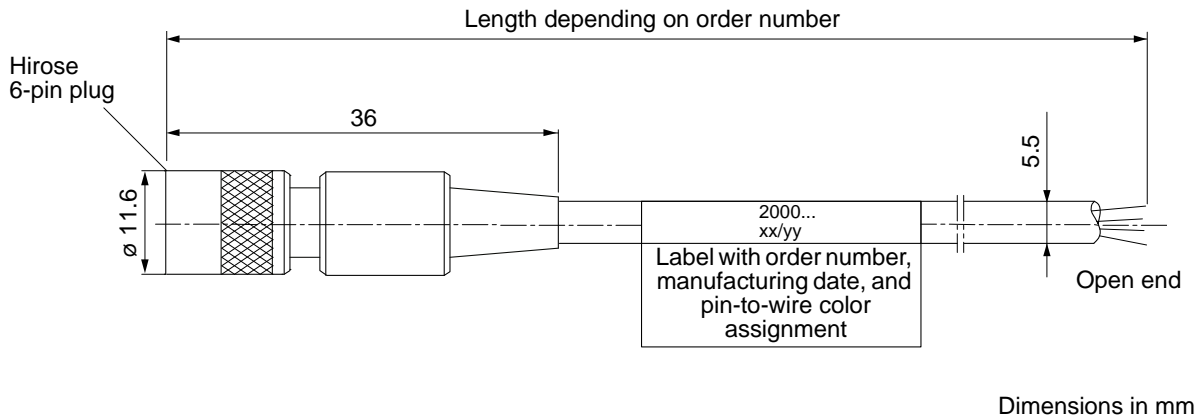 Length depending on order number
Hirose
6-pin plug
36
5.5
ø 11.6
2000...
xx/yy
Label with order number,
manufacturing date, and
pin-to-wire color
assignment
Open end
Dimensions in mm